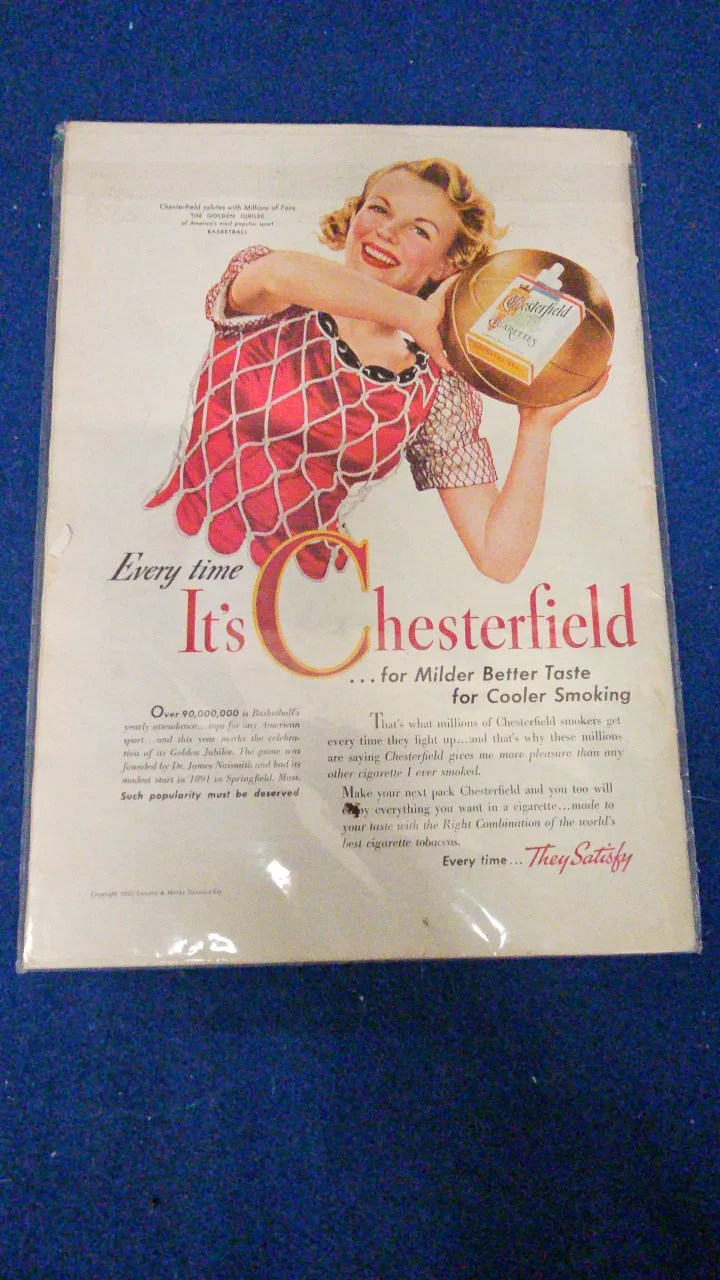 Chesterfield salutes with Millions of Fans
THE GOLDEN JUBILEE
of America's most popular sport
BASKETBALL
Chesterfield
CIGARETTES
Every time
It's Chesterfield
...for Milder Better Taste
for Cooler Smoking
Over 90,000,000 is Basketball's
yearly attendance...tops for any American
sport...and this year marks the celebra-
tion of its Golden Jubilee. The game was
founded by Dr. James Naismith and had its
modest start in 1891 in Springfield, Mass.
Such popularity must be deserved
That's what millions of Chesterfield smokers get
every time they light up...and that's why these millions
are saying Chesterfield gives me more pleasure than any
other cigarette I ever smoked.
Make your next pack Chesterfield and you too will
enjoy everything you want in a cigarette...made to
your taste with the Right Combination of the world's
best cigarette tobaccos.
Every time... They Satisfy
Copyright Liggett & Myers Tobacco Co.